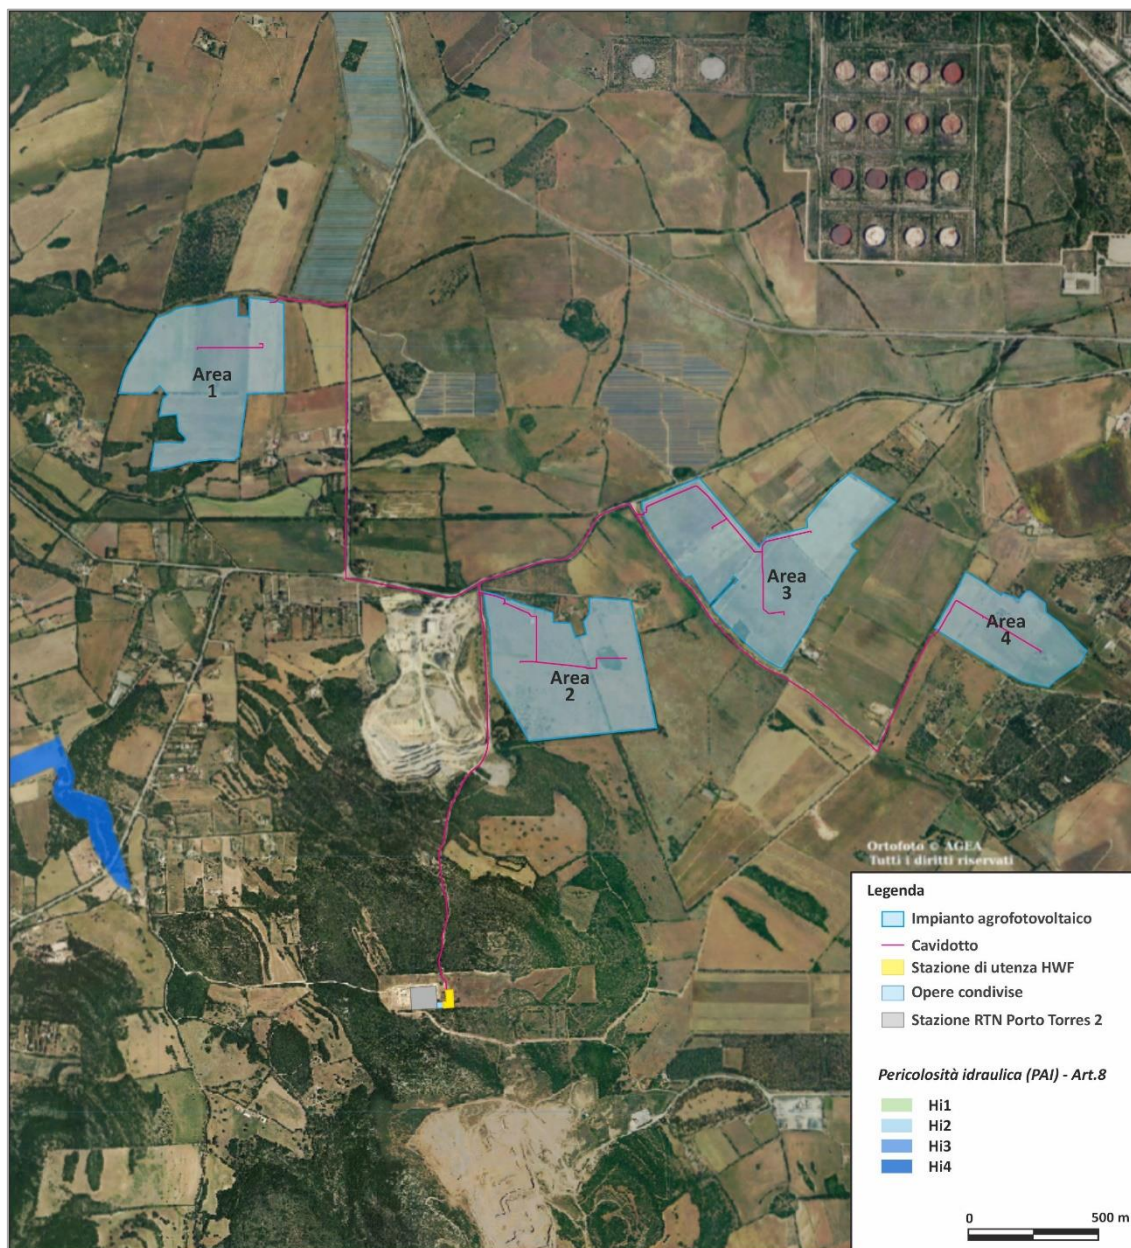 Area
1
Area
2
Area
3
Area
4
Ortofoto © AGEA
Tutti i diritti riservati
Legenda
Impianto agrofotovoltaico
Cavidotto
Stazione di utenza HWF
Opere condivise
Stazione RTN Porto Torres 2
Pericolosità idraulica (PAI) - Art.8
Hi1
Hi2
Hi3
Hi4
0 500 m